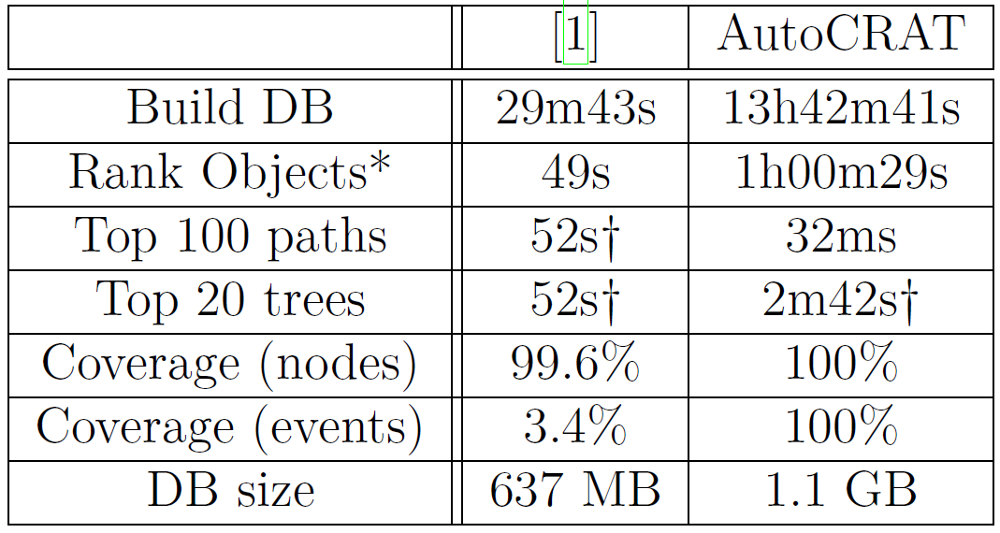 [1] AutoCRAT
Build DB 29m43s 13h42m41s
Rank Objects* 49s 1h00m29s
Top 100 paths 52s† 32ms
Top 20 trees 52s† 2m42s†
Coverage (nodes) 99.6% 100%
Coverage (events) 3.4% 100%
DB size 637 MB 1.1 GB